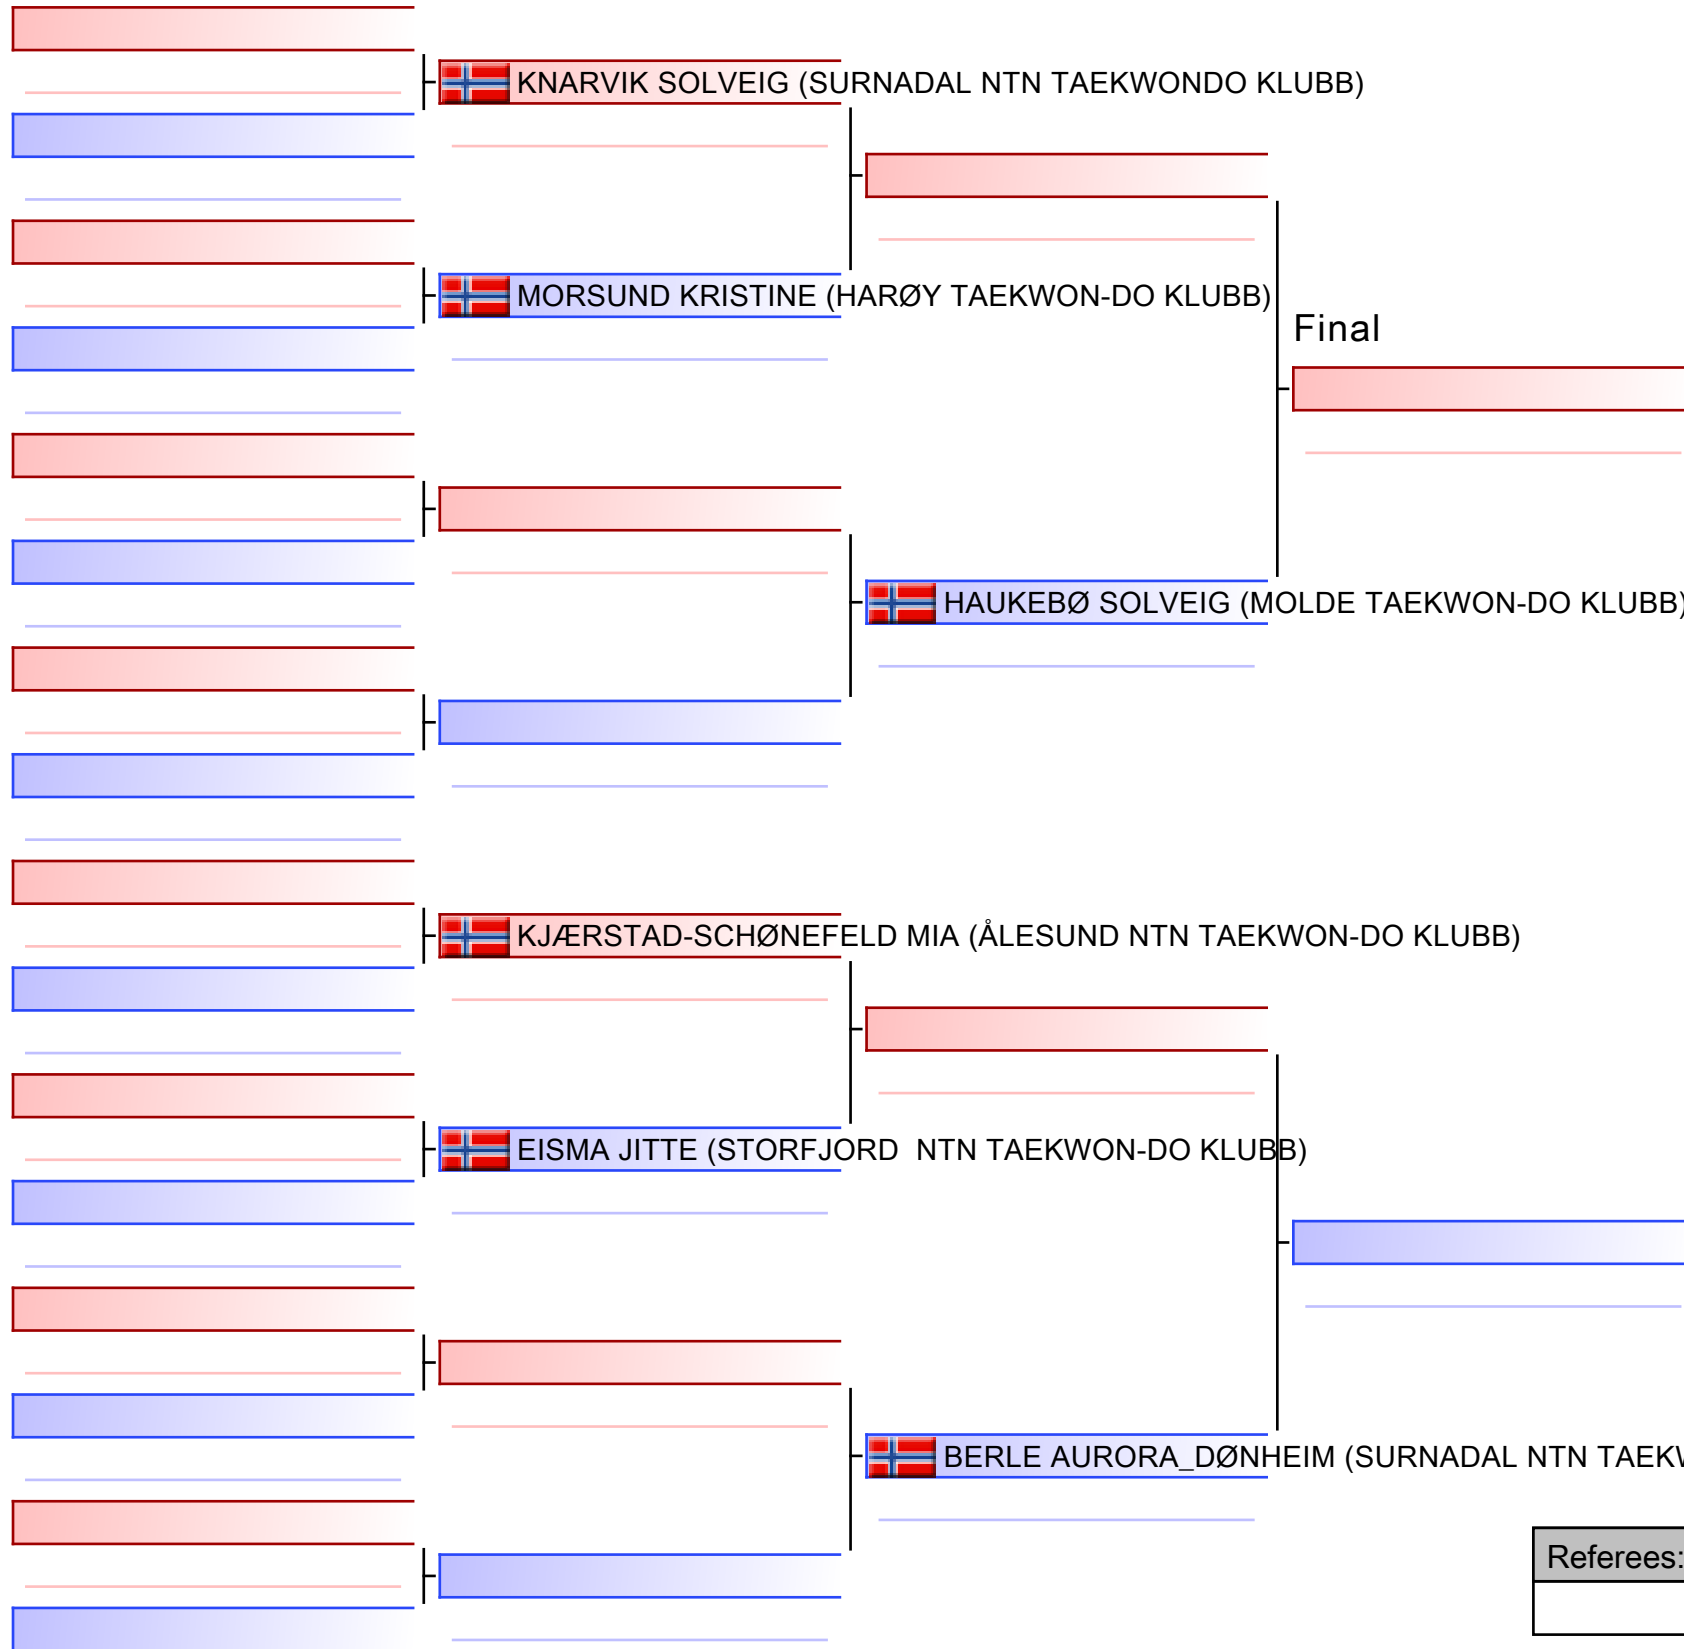 KNARVIK SOLVEIG (SURNADAL NTN TAEKWONDO KLUBB)
MORSUND KRISTINE (HARØY TAEKWON-DO KLUBB)
Final
HAUKEBØ SOLVEIG (MOLDE TAEKWON-DO KLUBB)
KJÆRSTAD-SCHØNEFELD MIA (ÅLESUND NTN TAEKWON-DO KLUBB)
EISMA JITTE (STORFJORD  NTN TAEKWON-DO KLUBB)
BERLE AURORA_DØNHEIM (SURNADAL NTN
Referees: